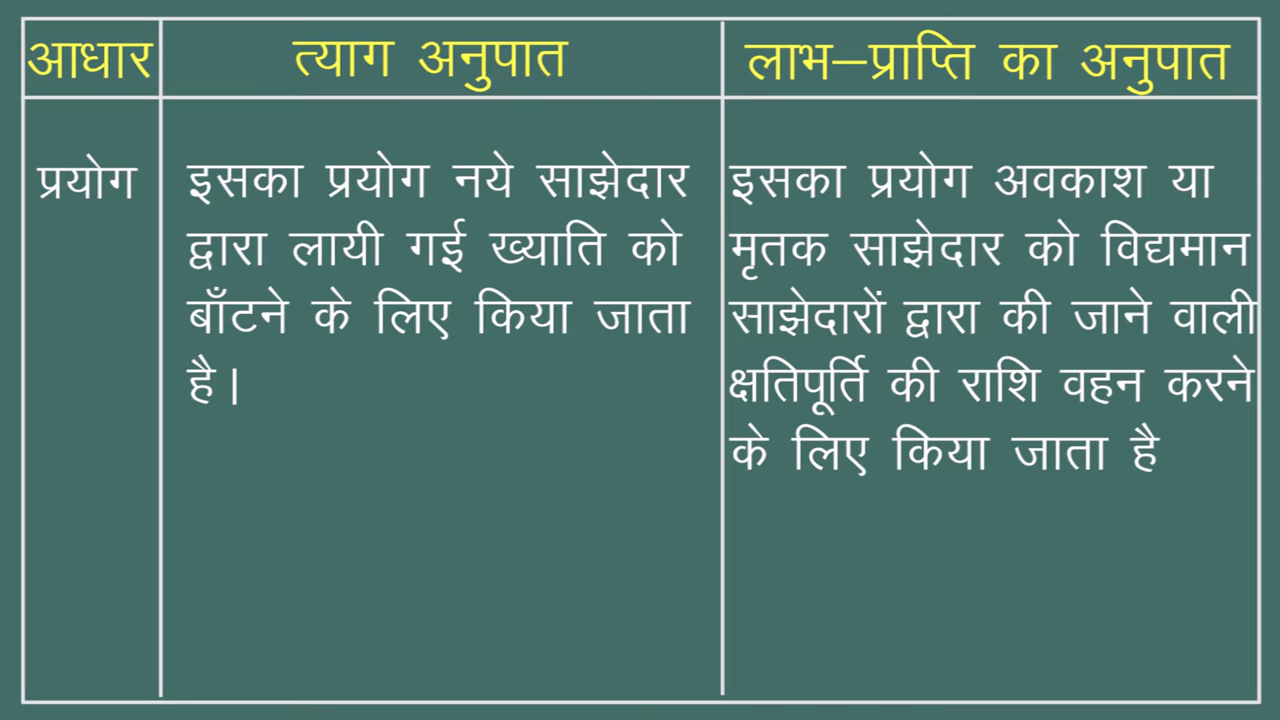 आधार त्याग अनुपात लाभ–प्राप्ति का अनुपात
प्रयोग
इसका प्रयोग नये साझेदार
द्वारा लायी गई ख्याति को
बाँटने के लिए किया जाता
है।
इसका प्रयोग अवकाश या
मृतक साझेदार को विद्यमान
साझेदारों द्वारा की जाने वाली
क्षतिपूर्ति की राशि वहन करने
के लिए किया जाता है